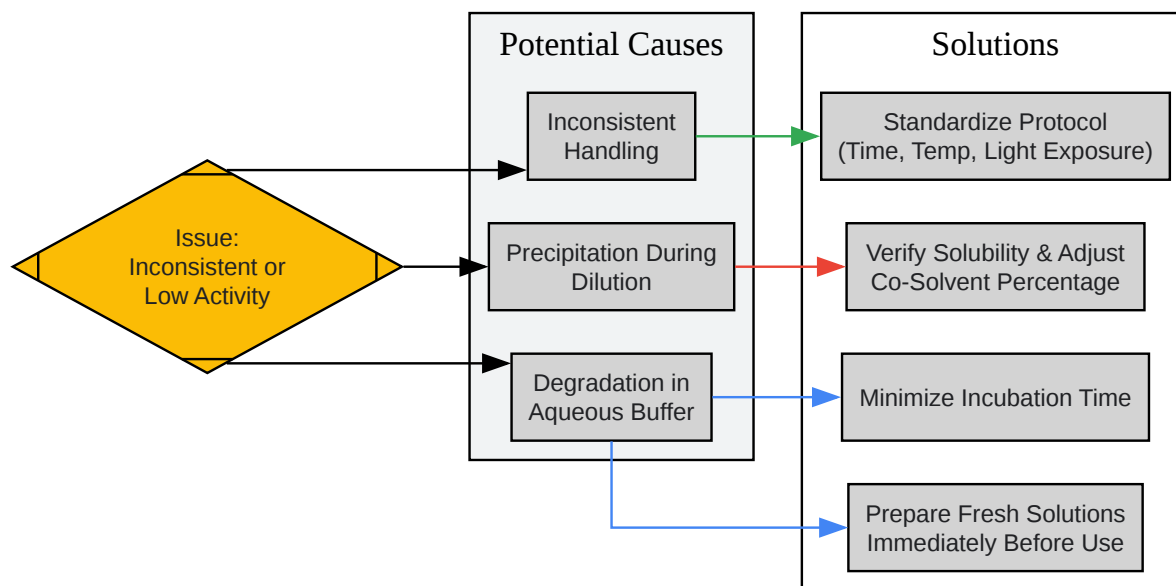 Potential Causes
Solutions
Inconsistent
Handling
Standardize Protocol
(Time, Temp, Light Exposure)
Issue:
Inconsistent or
Low Activity
Precipitation During
Dilution
Verify Solubility & Adjust
Co-Solvent Percentage
Degradation in
Aqueous Buffer
Minimize Incubation Time
Prepare Fresh Solutions
Immediately Before Use